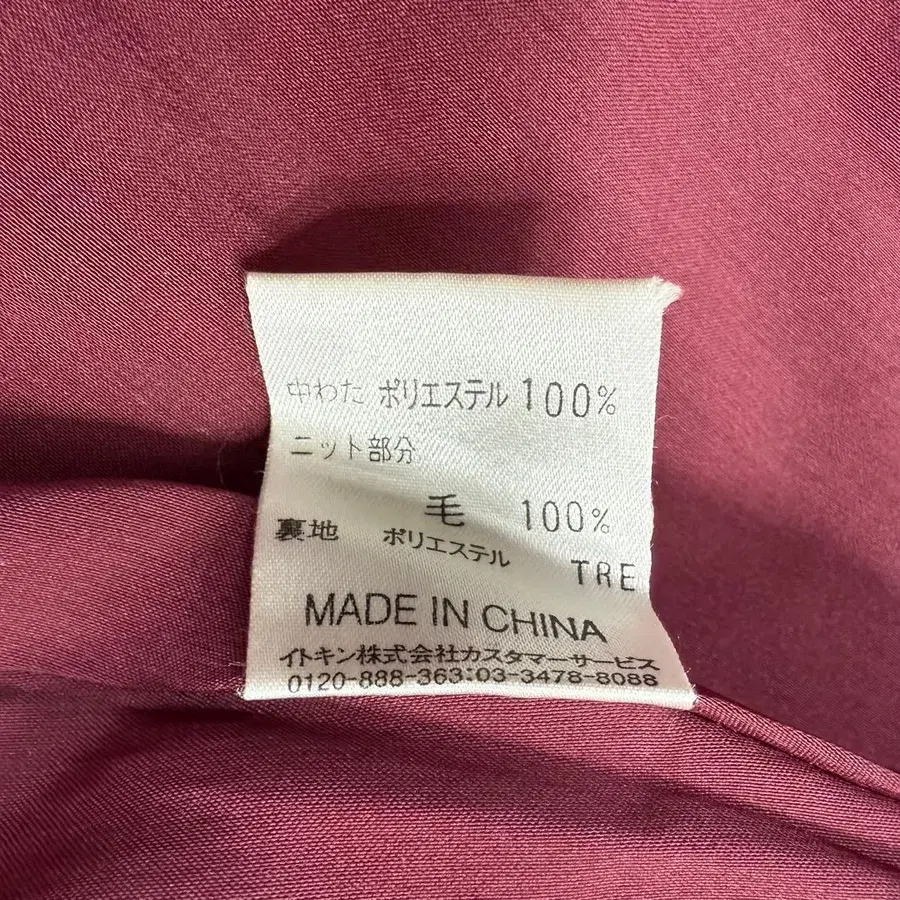 中わた ポリエステル 100%
ニット部分
毛 100%
裏地 ポリエステル
TRE
MADE IN CHINA
イトキン株式会社カスタマーサービス
0120-888-363:03-3478-8088